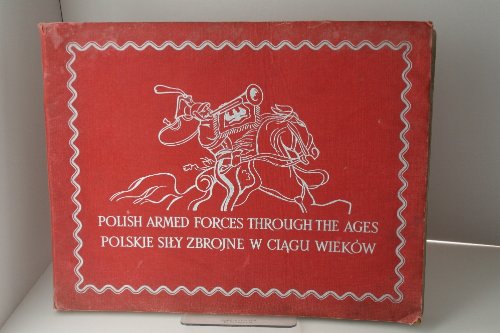 POLISH ARMED FORCES THROUGH THE AGES
POLSKIE SIŁY ZBROJNE W CIĄGU WIEKÓW